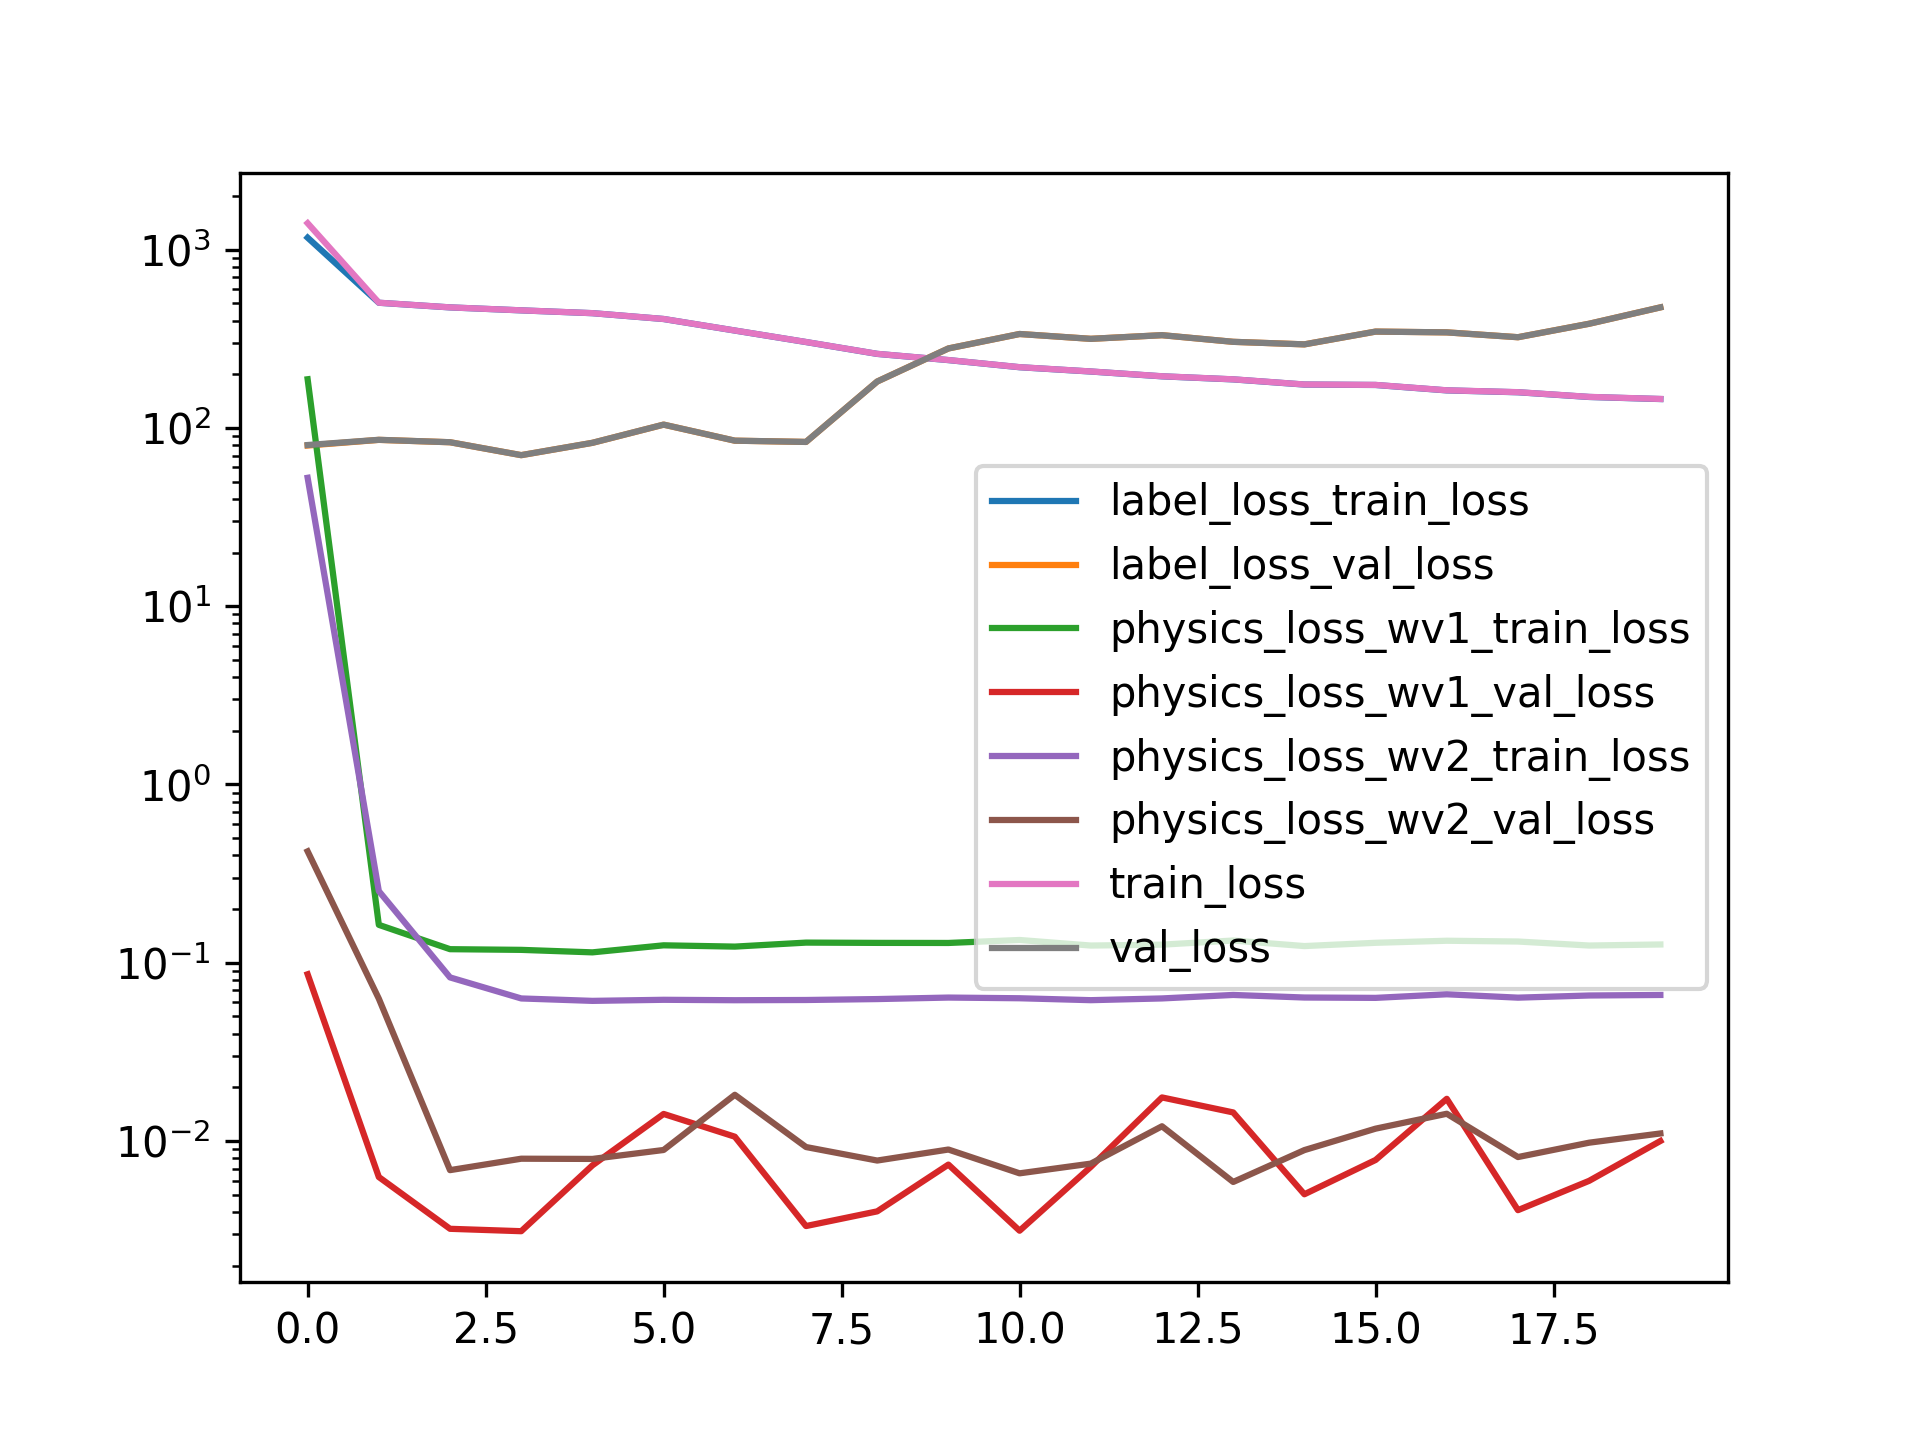 10³
10²
10¹
10⁰
10⁻¹
10⁻²
label_loss_train_loss
label_loss_val_loss
physics_loss_wv1_train_loss
physics_loss_wv1_val_loss
physics_loss_wv2_train_loss
physics_loss_wv2_val_loss
train_loss
val_loss
0.0 2.5 5.0 7.5 10.0 12.5 15.0 17.5